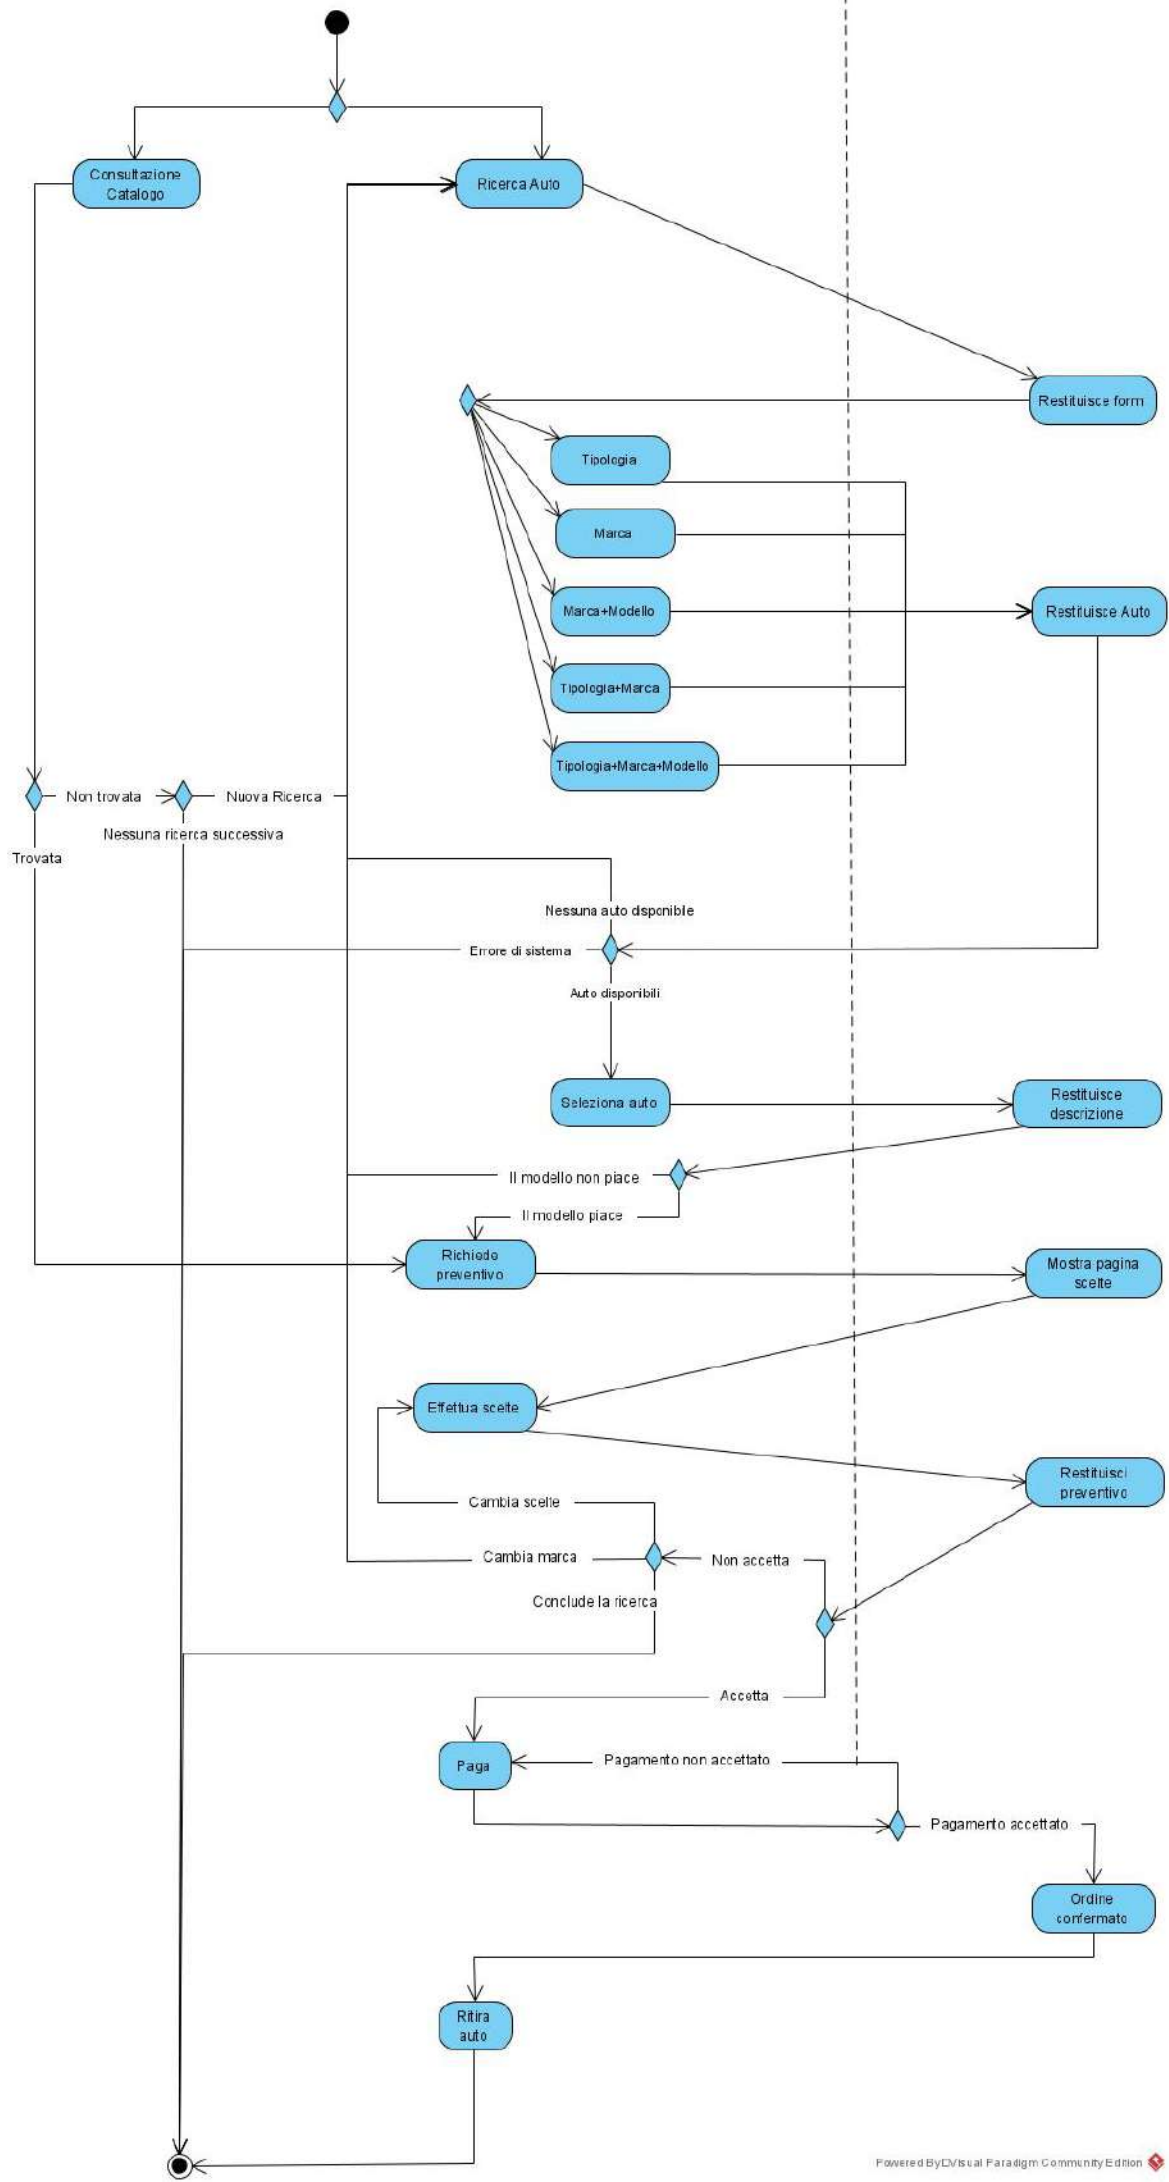 Consultazione
Catalogo
Ricerca Auto
Restituisce form
Tipologia
Marca
Marca+Modello
Restituisce Auto
Tipologia+Marca
Tipologia+Marca+Modello
Non trovata
Nuova Ricerca
Nessuna ricerca successiva
Trovata
Nessuna auto disponibile
Errore di sistema
Auto disponibili
Seleziona auto
Restituisce
descrizione
Il modello non piace
Il modello piace
Richiede
preventivo
Mostra pagina
scelte
Effettua scelte
Restituisci
preventivo
Cambia scelte
Cambia marca
Non accetta
Conclude la ricerca
Accetta
Paga
Pagamento non accettato
Pagamento accettato
Ordine
confermato
Ritira
auto
Powered By Visual Paradigm Community Edition